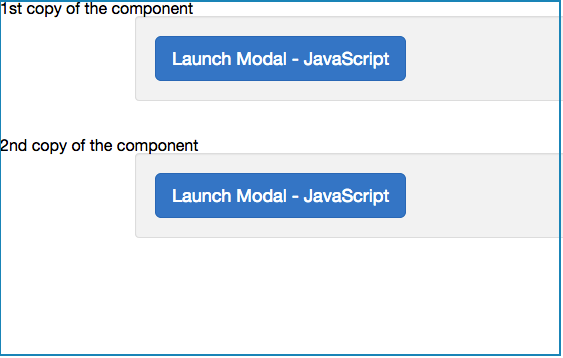 1st copy of the component
Launch Modal - JavaScript
2nd copy of the component
Launch Modal - JavaScript